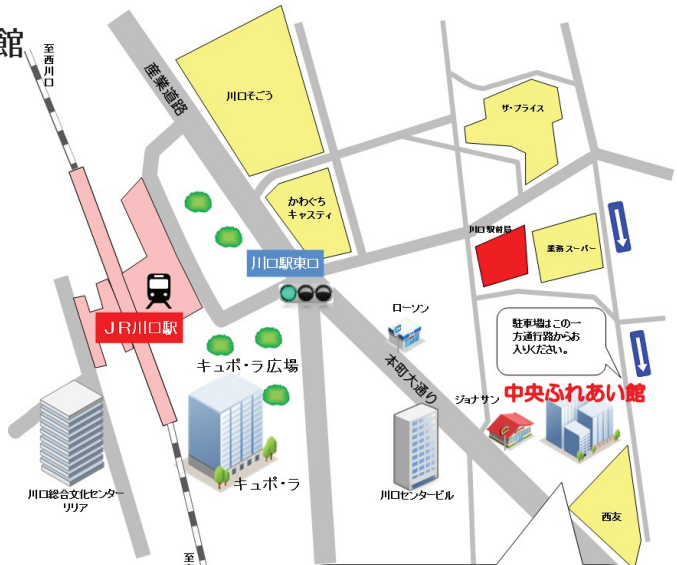 館
至西川口
産業道路
川口そごう
ザ・プライス
かわぐち
キャスティ
川口駅前局
業務スーパー
川口駅東口
JR川口駅
ローソン
駐車場はこの一
方通行路からお
入りください。
キュポ・ラ広場
本町大通り
ジョナサン
中央ふれあい館
キュポ・ラ
川口総合文化センター
リリア
川口センタービル
西友
至